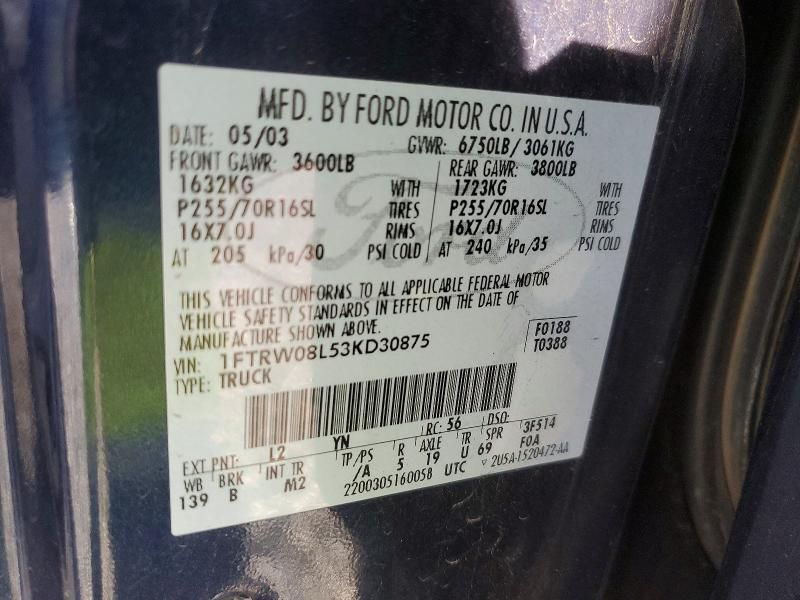 MFD. BY FORD MOTOR CO. IN U.S.A.
DATE: 05/03 GVWR: 6750LB/3061KG
FRONT GAWR: 3600LB REAR GAWR: 3800LB
1632KG WITH 1723KG WITH
P255/70R16SL TIRES P255/70R16SL TIRES
16X7.0J RIMS 16X7.0J RIMS
AT 205 kPa/30 PSI COLD AT 240 kPa/35 PSI COLD
Ford
THIS VEHICLE CONFORMS TO ALL APPLICABLE FEDERAL MOTOR
VEHICLE SAFETY STANDARDS IN EFFECT ON THE DATE OF
MANUFACTURE SHOWN ABOVE.
F0188
VIN: 1FTRW08L53KD30875 T0388
TYPE: TRUCK
EXT PNT: L2 YN RC: 56 DSO: 3F514
WB BRK INT TR TP/PS R AXLE TR SPR F0A
139 B M2 /A 5 19 U 69
2200305160058 UTC 2U5A-1520472-AA